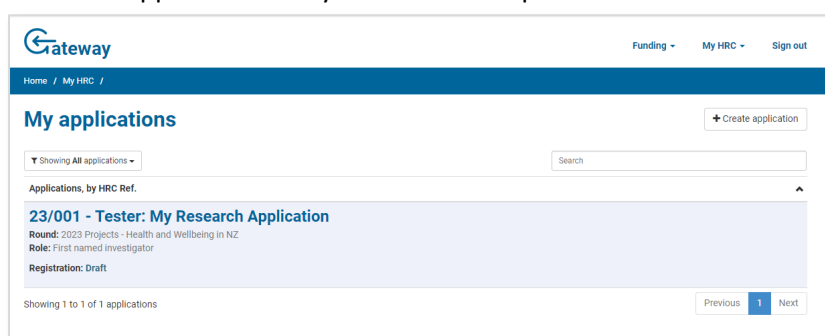 Gateway
Funding My HRC Sign out
Home / My HRC /
My applications
+ Create application
Showing All applications
Search
Applications, by HRC Ref.
23/001 - Tester: My Research Application
Round: 2023 Projects - Health and Wellbeing in NZ
Role: First named investigator
Registration: Draft
Showing 1 to 1 of 1 applications
Previous 1 Next